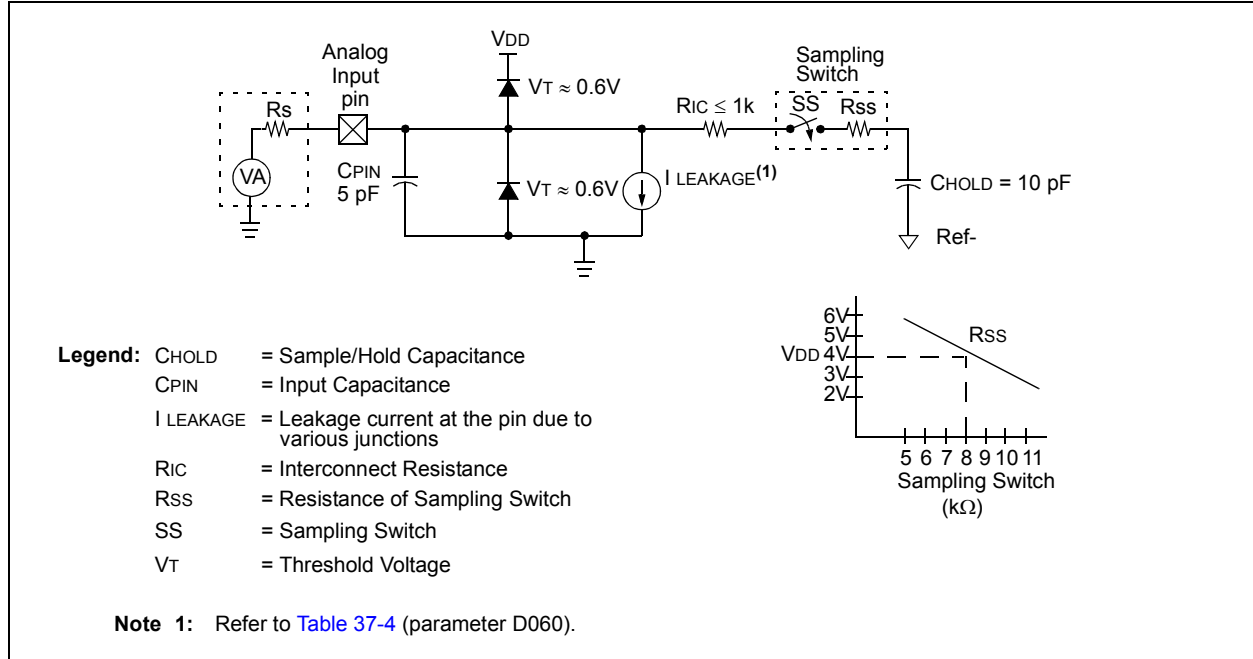 VDD
Analog
Input
pin
Sampling
Switch
VT ≈ 0.6V
RIC ≤ 1k
SS
RSS
Rs
VA
CPIN
5 pF
VT ≈ 0.6V
I LEAKAGE(1)
CHOLD = 10 pF
Ref-
6V
5V
VDD 4V
3V
2V
RSS
5 6 7 8 9 10 11
Sampling Switch
(kΩ)
Legend: CHOLD = Sample/Hold Capacitance
CPIN = Input Capacitance
I LEAKAGE = Leakage current at the pin due to
various junctions
RIC = Interconnect Resistance
RSS = Resistance of Sampling Switch
SS = Sampling Switch
VT = Threshold Voltage
Note 1: Refer to Table 37-4 (parameter D060).